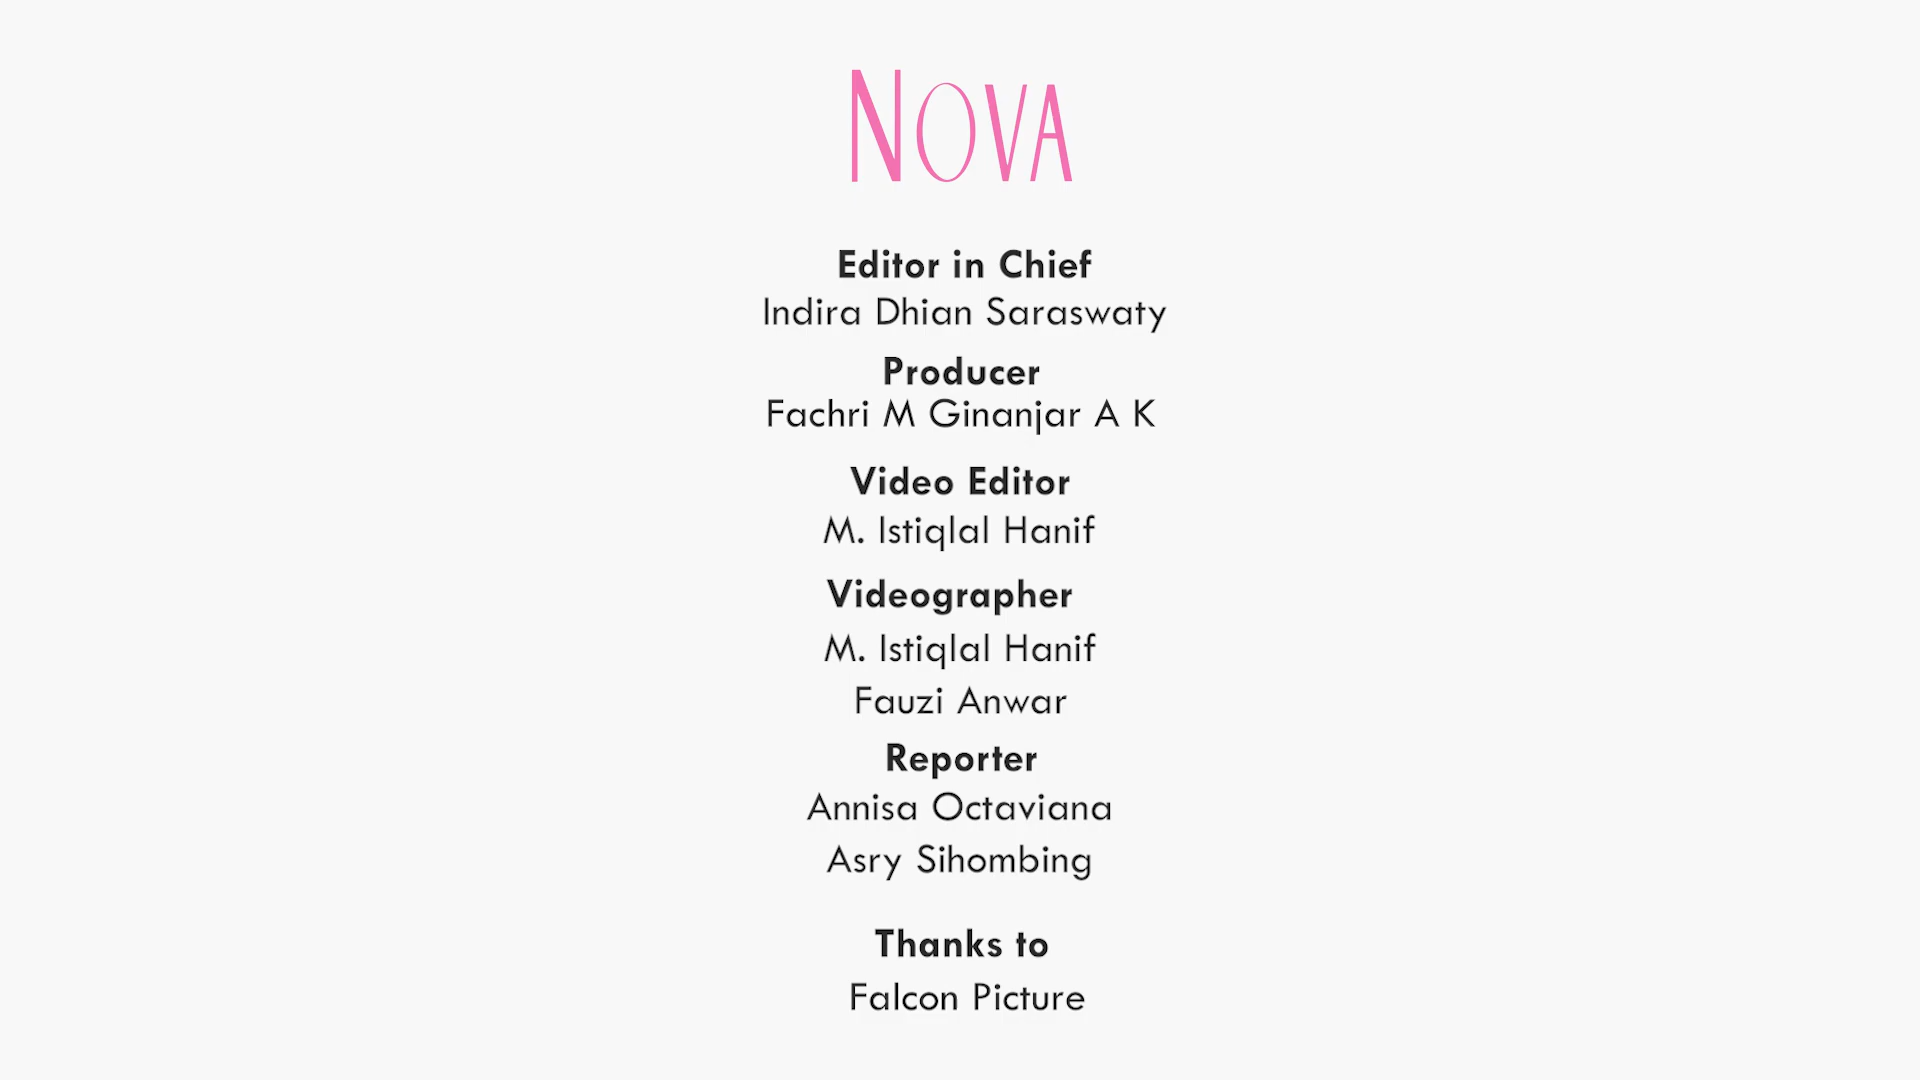 NOVA
Editor in Chief
Indira Dhian Saraswaty
Producer
Fachri M Ginanjar A K
Video Editor
M. Istiqlal Hanif
Videographer
M. Istiqlal Hanif
Fauzi Anwar
Reporter
Annisa Octaviana
Asry Sihombing
Thanks to
Falcon Picture